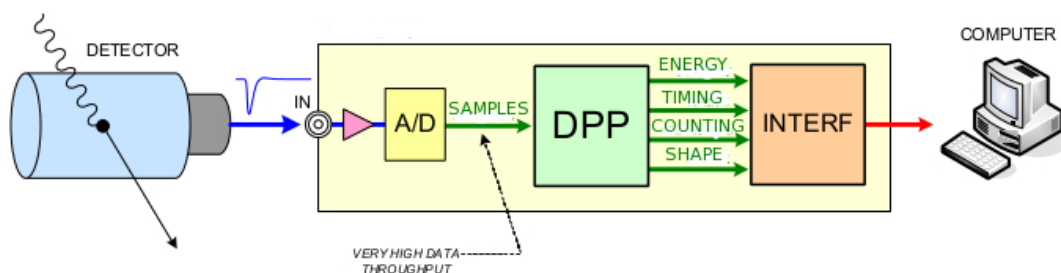 DETECTOR
IN
A/D
SAMPLES
DPP
ENERGY
TIMING
COUNTING
SHAPE
INTERF
COMPUTER
VERY HIGH DATA
THROUGHPUT